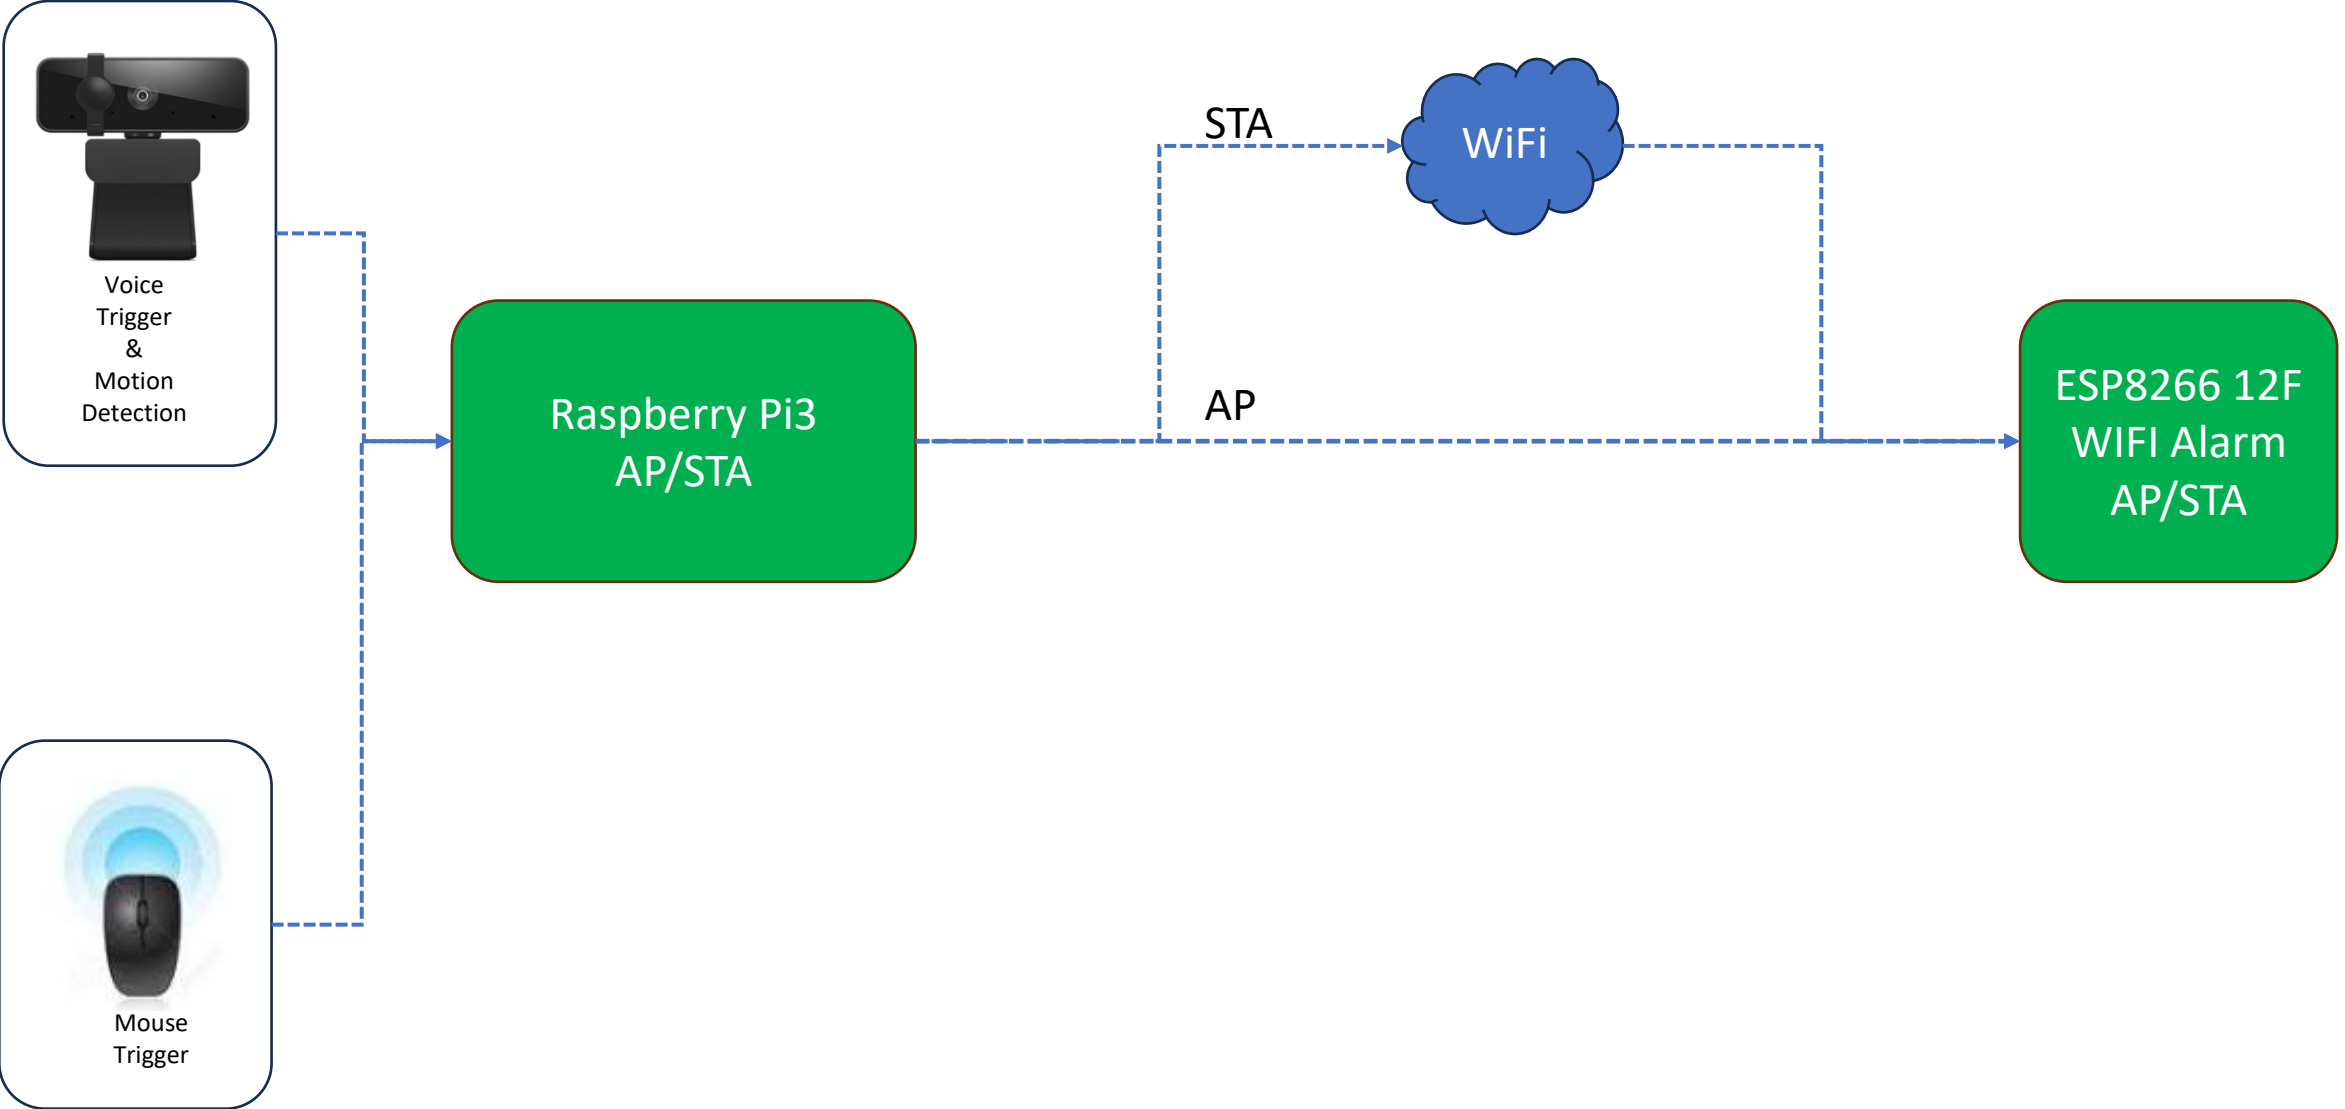 Voice
Trigger
&
Motion
Detection
Mouse
Trigger
Raspberry Pi3
AP/STA
STA
WiFi
AP
ESP8266 12F
WIFI Alarm
AP/STA